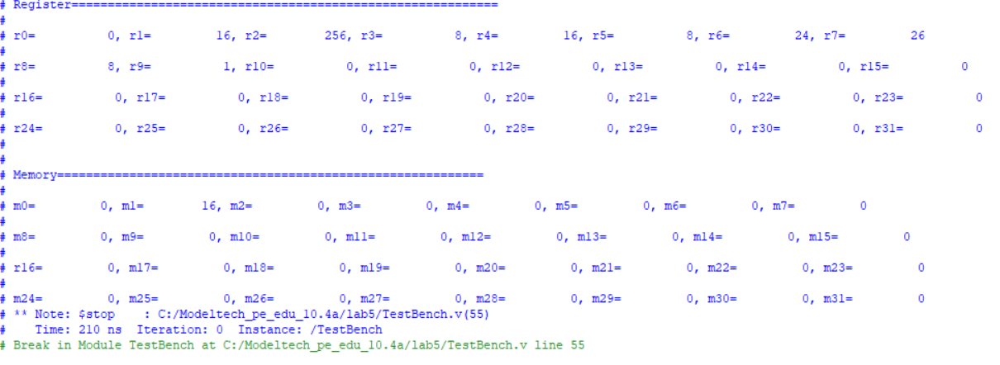 # Register===========================================================
#
# r0=          0, r1=         16, r2=        256, r3=          8, r4=         16, r5=          8, r6=         24, r7=         26
#
# r8=          8, r9=          1, r10=          0, r11=          0, r12=          0, r13=          0, r14=          0, r15=          0
#
# r16=          0, r17=          0, r18=          0, r19=          0, r20=          0, r21=          0, r22=          0, r23=          0
#
# r24=          0, r25=          0, r26=          0, r27=          0, r28=          0, r29=          0, r30=          0, r31=          0
#
#
# Memory===========================================================
#
# m0=         0, m1=        16, m2=         0, m3=         0, m4=         0, m5=         0, m6=         0, m7=         0
#
# m8=         0, m9=         0, m10=         0, m11=         0, m12=         0, m13=         0, m14=         0, m15=         0
#
# r16=         0, m17=         0, m18=         0, m19=         0, m20=         0, m21=         0, m22=         0, m23=         0
#
# m24=         0, m25=         0, m26=         0, m27=         0, m28=         0, m29=         0, m30=         0, m31=         0
# ** Note: $stop    : C:/Modeltech_pe_edu_10.4a/lab5/TestBench.v(55)
#    Time: 210 ns  Iteration: 0  Instance: /TestBench
# Break in Module TestBench at C:/Modeltech_pe_edu_10.4a/lab5/TestBench.v line 55